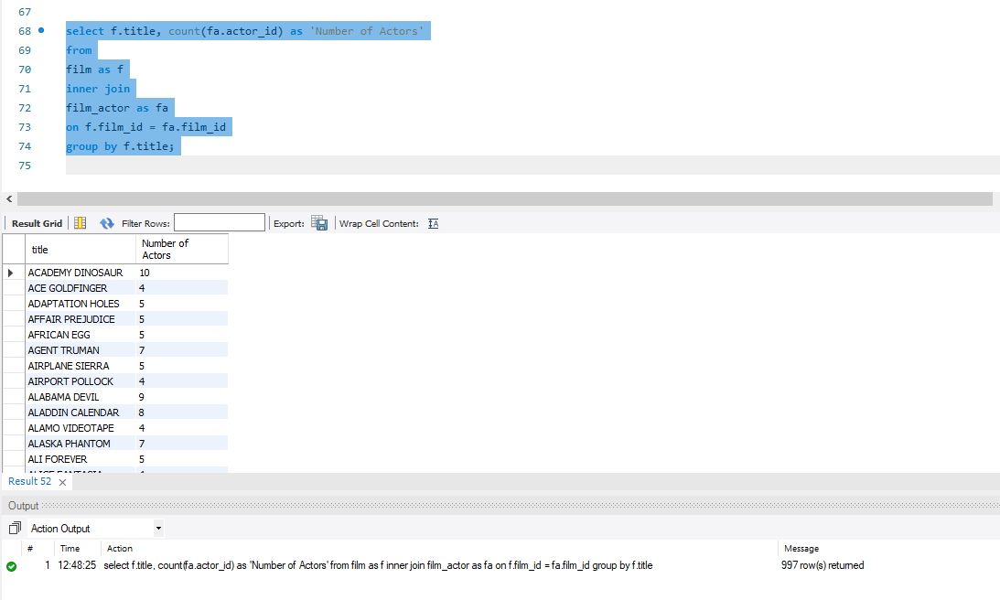 67
68 select f.title, count(fa.actor_id) as 'Number of Actors'
69 from
70 film as f
71 inner join
72 film_actor as fa
73 on f.film_id = fa.film_id
74 group by f.title;
75
Result Grid Filter Rows: Export: Wrap Cell Content: IA
title Number of
Actors
ACADEMY DINOSAUR 10
ACE GOLDFINGER 4
ADAPTATION HOLES 5
AFFAIR PREJUDICE 5
AFRICAN EGG 5
AGENT TRUMAN 7
AIRPLANE SIERRA 5
AIRPORT POLLOCK 4
ALABAMA DEVIL 9
ALADDIN CALENDAR 8
ALAMO VIDEOTAPE 4
ALASKA PHANTOM 7
ALI FOREVER 5
Result 52
Output
Action Output
# Time Action Message
1 12:48:25 select f.title, count(fa.actor_id) as 'Number of Actors' from film as f inner join film_actor as fa on f.film_id = fa.film_id group by f.title 997 row(s) returned